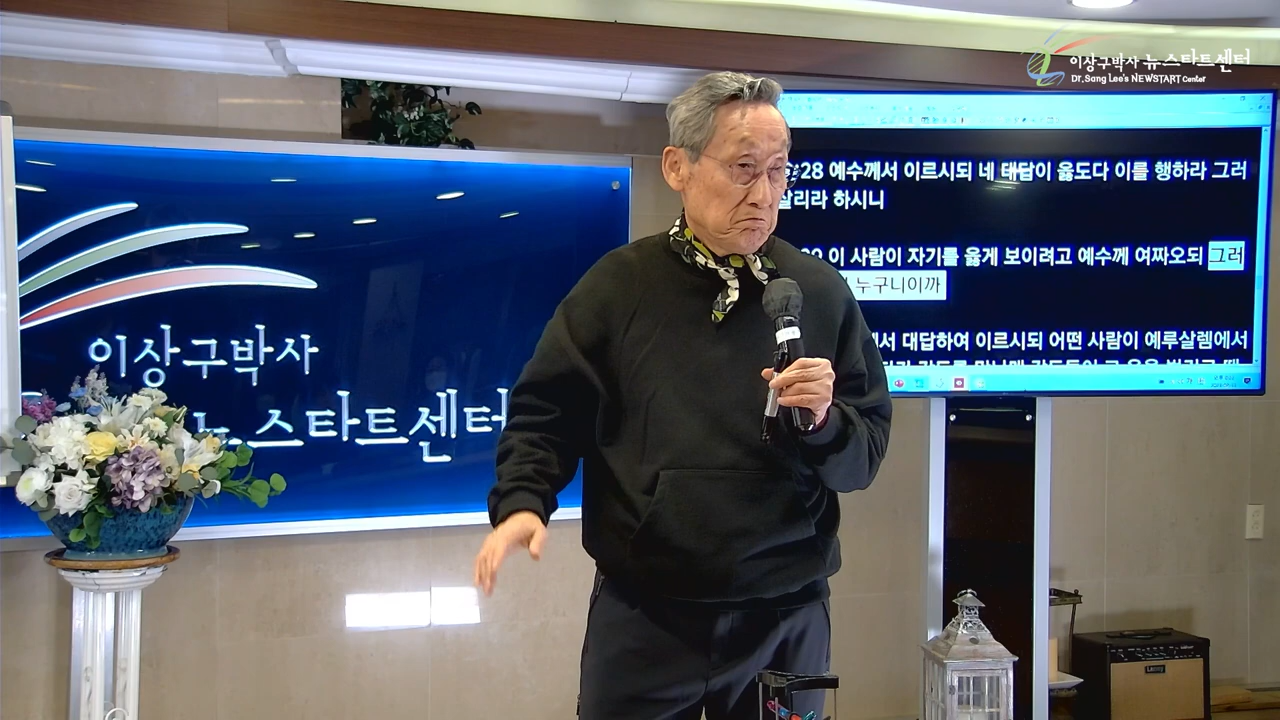 이상구박사 뉴스타트센터
Dr. Sang Lee's NEWSTART Center
:28 예수께서 이르시되 네 대답이 옳도다 이를 행하라 그러
살리라 하시니
이 사람이 자기를 옳게 보이려고 예수께 여짜오되 그러
누구니이까
서 대답하여 이르시되 어떤 사람이 예루살렘에서
이상구박사
뉴스타트센터